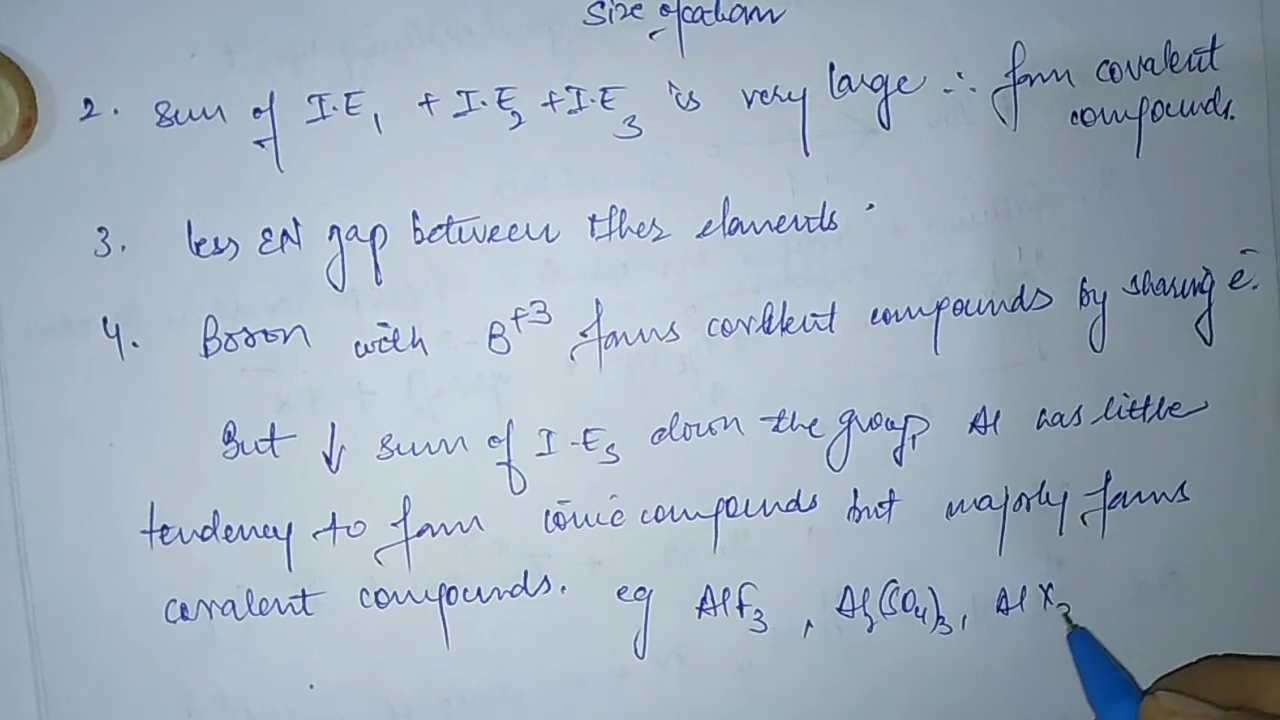 Size of cation
2. sum of I.E₁ + I.E₂ + I.E₃ is very large ∴ form covalent compounds.
3. less EN gap between elements.
4. Boron with B⁺³ forms covalent compounds by sharing ē.
But ↓ sum of I.E₃ down the group, Al has little
tendency to form ionic compounds but majorly forms
covalent compounds. eg AlF₃, Al₂(SO₄)₃, AlX₃